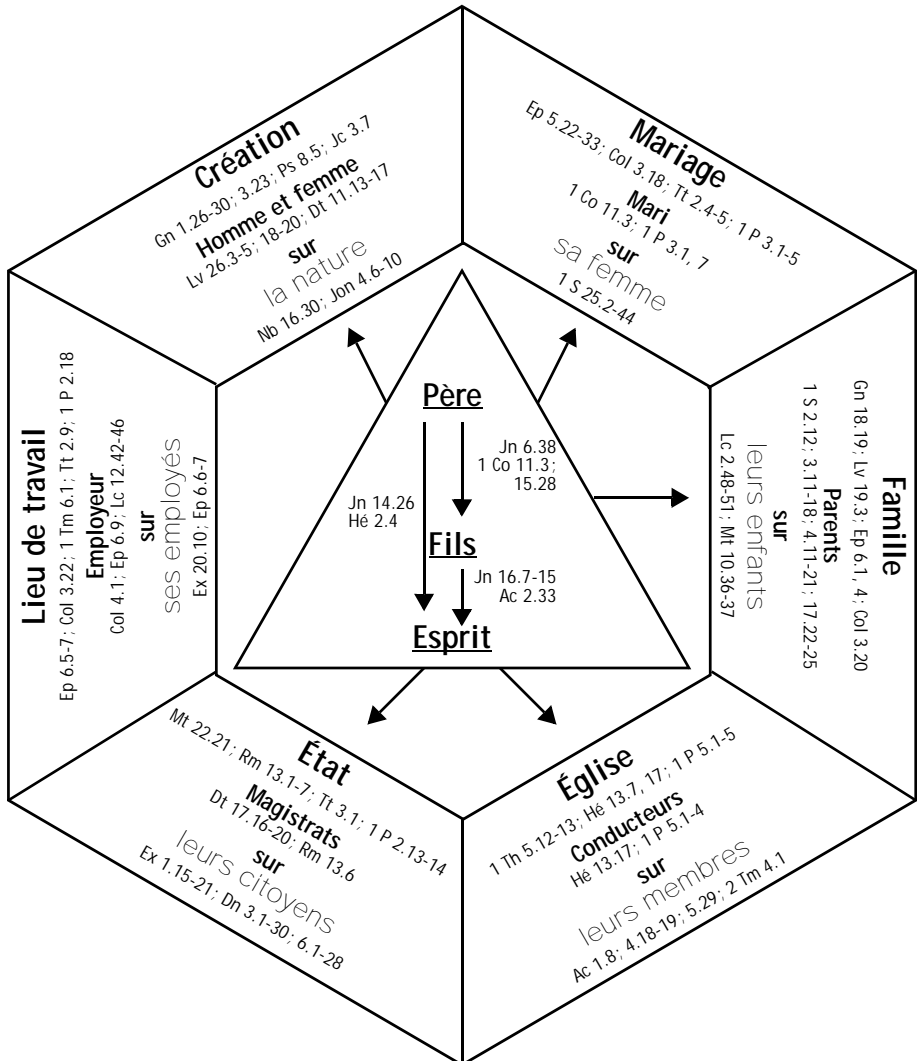 Création
Gn 1.26-30; 3.23; Ps 8.5; Jc 3.7
Homme et femme
Lv 26.3-5; 18-20; Dt 11.13-17
sur
la nature
Nb 16.30; Jon 4.6-10
Mariage
Ep 5.22-33; Col 3.18; Tt 2.4-5; 1 P 3.1-5
Mari
1 Co 11.3; 1 P 3.1, 7
sur
sa femme
1 S 25.2-44
Lieu de travail
Ep 6.5-7; Col 3.22; 1 Tm 6.1; Tt 2.9; 1 P 2.18
Employeur
Col 4.1; Ep 6.9; Lc 12.42-46
sur
ses employés
Ex 20.10; Ep 6.6-7
Père
Jn 6.38
1 Co 11.3;
15.28
Jn 14.26
Hé 2.4
Fils
Jn 16.7-15
Ac 2.33
Esprit
Famille
Gn 18.19; Lv 19.3; Ep 6.1, 4; Col 3.20
Parents
1 S 2.12; 3.11-18; 4.11-21; 17.22-25
sur
leurs enfants
Lc 2.48-51; Mt 10.36-37
État
Mt 22.21; Rm 13.1-7; Tt 3.1; 1 P 2.13-14
Magistrats
Dt 17.16-20; Rm 13.6
sur
leurs citoyens
Ex 1.15-21; Dn 3.1-30; 6.1-28
Église
1 Th 5.12-13; Hé 13.7, 17; 1 P 5.1-5
Conducteurs
Hé 13.17; 1 P 5.1-4
sur
leurs membres
Ac 1.8; 4.18-19; 5.29; 2 Tm 4.1